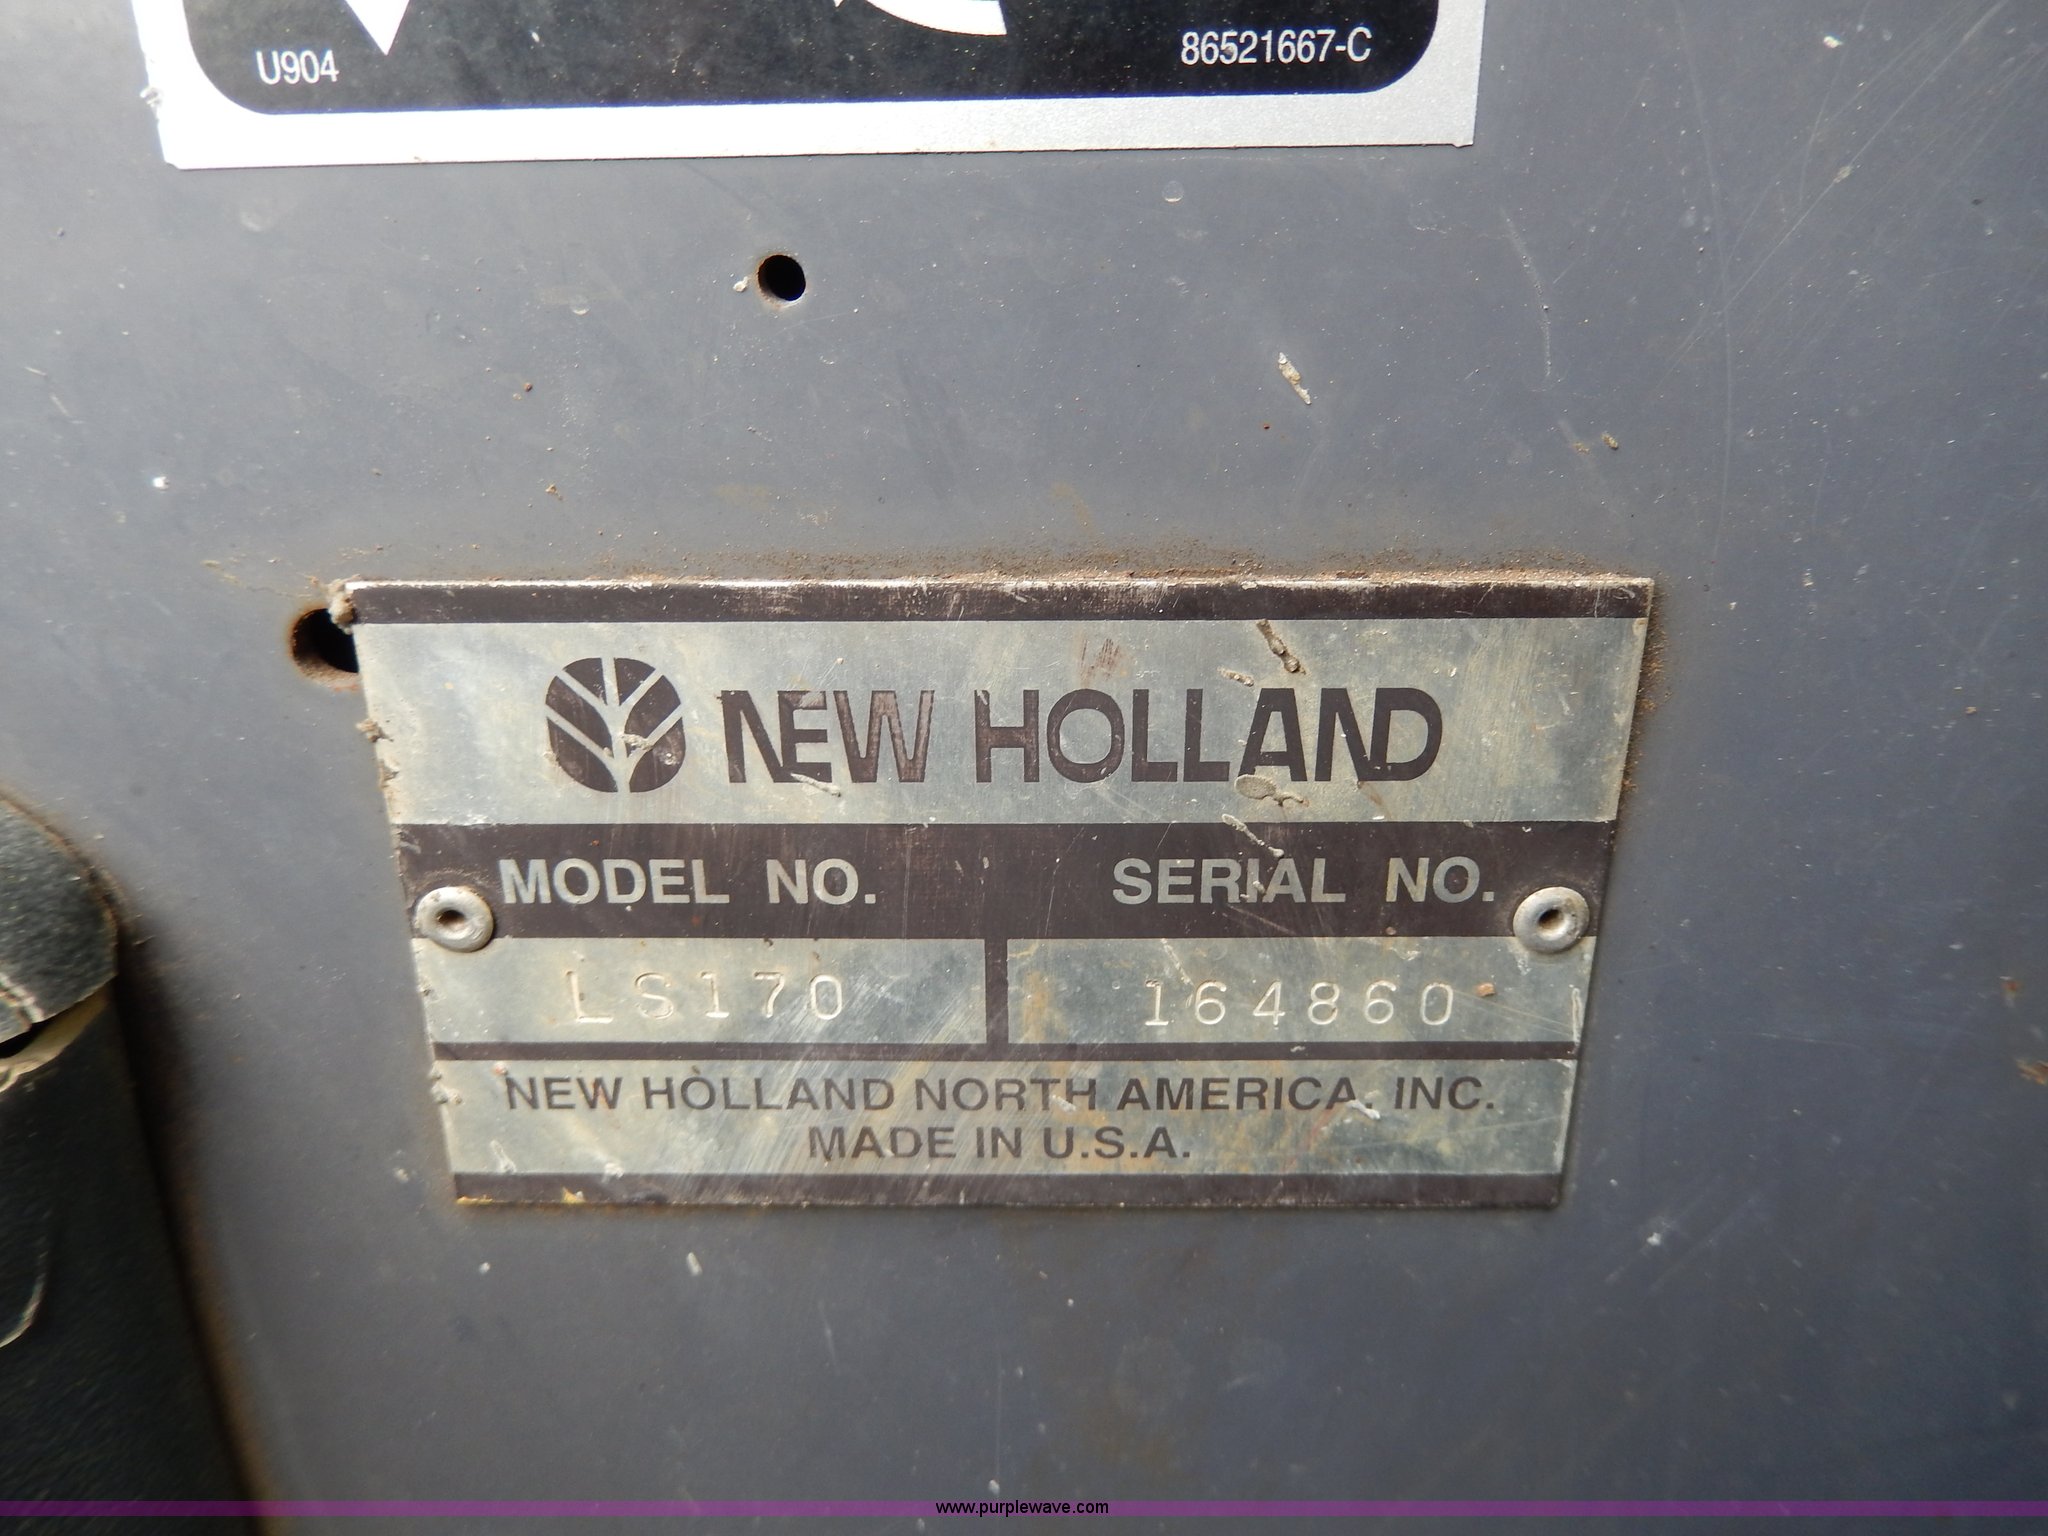 U904
86521667-C
NEW HOLLAND
MODEL NO. SERIAL NO.
LS170 164860
NEW HOLLAND NORTH AMERICA, INC.
MADE IN U.S.A.
www.purplewave.com